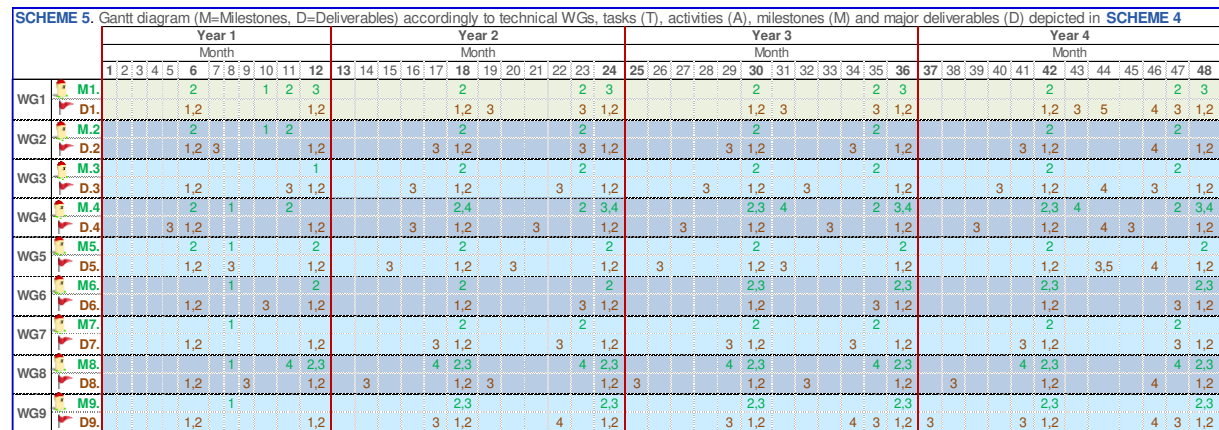 SCHEME 5. Gantt diagram (M=Milestones, D=Deliverables) accordingly to technical WGs, tasks (T), activities (A), milestones (M) and major deliverables (D) depicted in SCHEME 4
Year 1 Year 2 Year 3 Year 4
Month Month Month Month
1 2 3 4 5 6 7 8 9 10 11 12 13 14 15 16 17 18 19 20 21 22 23 24 25 26 27 28 29 30 31 32 33 34 35 36 37 38 39 40 41 42 43 44 45 46 47 48
WG1 M1. 2 1 2 3 2 2 3 2 2 3 2 2 3
D1. 1,2 1,2 1,2 3 3 1,2 1,2 3 3 1,2 1,2 3 5 4 3 1,2
WG2 M.2 2 1 2 2 2 2 2 2 2
D.2 1,2 3 1,2 3 1,2 3 1,2 3 1,2 3 1,2 3 1,2 4 1,2
WG3 M.3 1 2 2 2 2 2 2
D.3 1,2 3 1,2 3 1,2 3 1,2 3 1,2 3 1,2 3 1,2 4 3 1,2
WG4 M.4 2 1 2 2,4 2 3,4 2,3 4 2 3,4 2,3 4 2 3,4
D.4 3 1,2 1,2 3 1,2 3 1,2 3 1,2 3 1,2 3 1,2 4 3 1,2
WG5 M5. 2 1 2 2 2 2 2 2 2
D5. 1,2 3 1,2 3 1,2 3 1,2 3 1,2 3 1,2 1,2 3,5 4 1,2
WG6 M6. 1 2 2 2 2,3 2,3 2,3 2,3
D6. 1,2 3 1,2 1,2 3 1,2 1,2 3 1,2 1,2 3 1,2
WG7 M7. 1 2 2 2 2 2 2
D7. 1,2 1,2 3 1,2 3 1,2 3 1,2 3 1,2 3 1,2 3 1,2
WG8 M8. 1 4 2,3 4 2,3 4 2,3 4 2,3 4 2,3 4 2,3 4 2,3
D8. 1,2 3 1,2 3 1,2 3 1,2 3 1,2 3 1,2 3 1,2 4 1,2
WG9 M9. 1 2,3 2,3 2,3 2,3 2,3 2,3
D9. 1,2 1,2 3 1,2 4 1,2 3 1,2 4 3 1,2 3 3 1,2 4 3 1,2